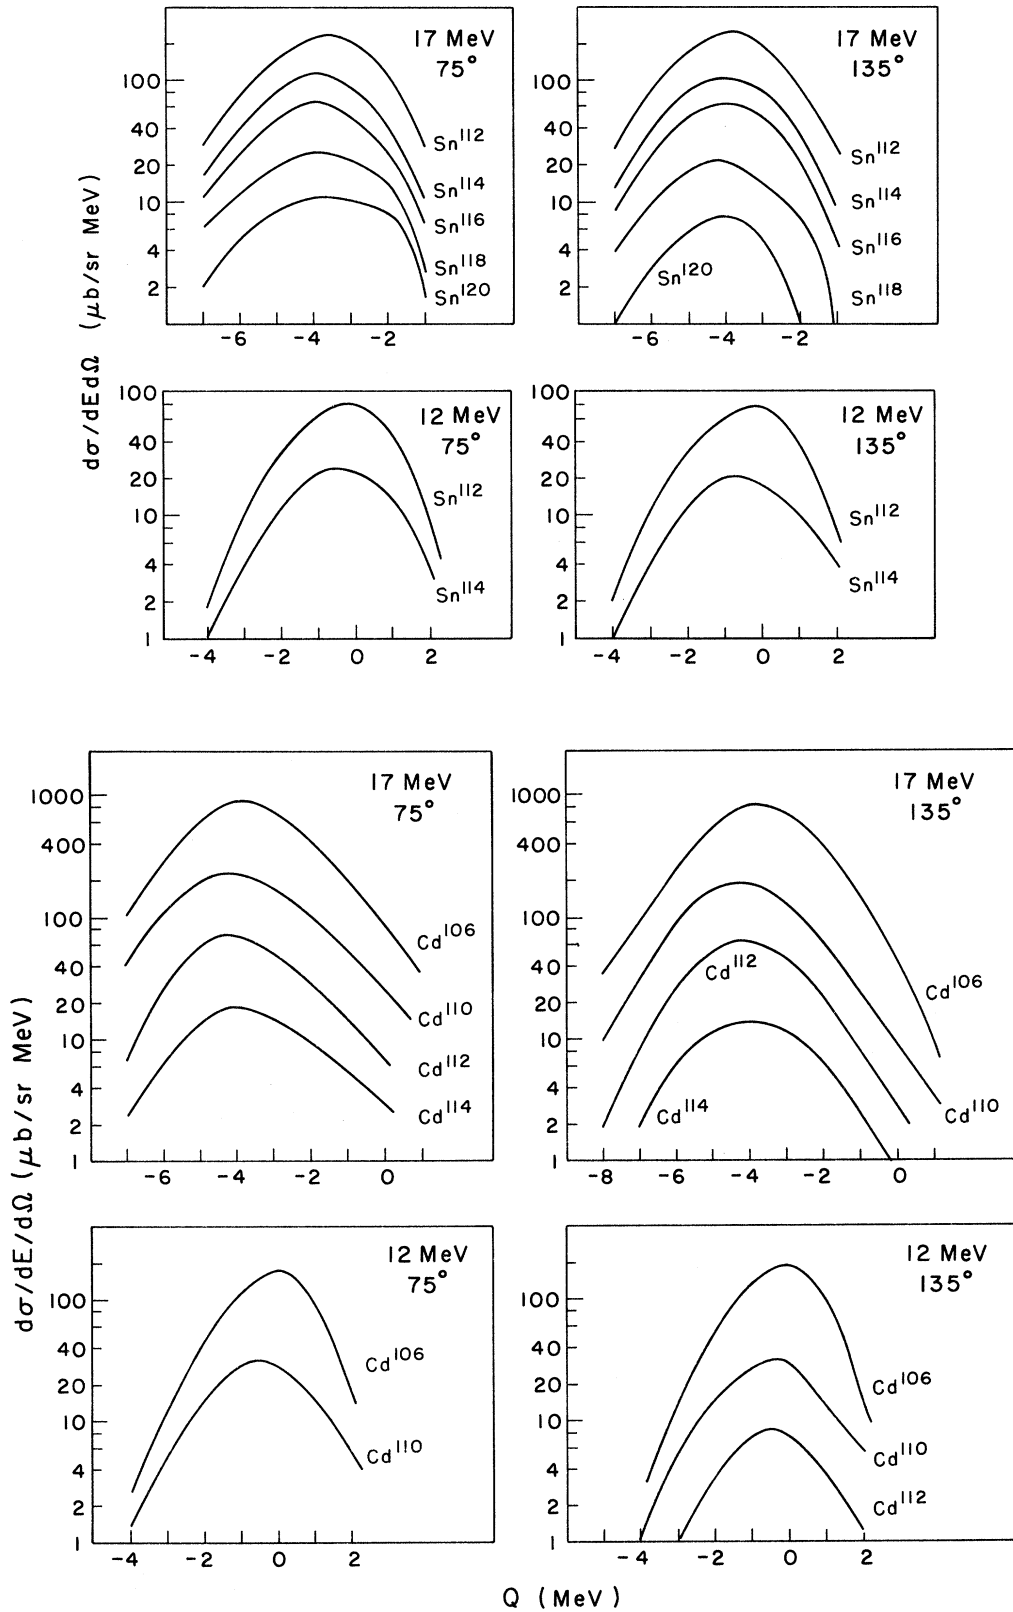 17 MeV
75°
100
40
20
10
4
2
Sn112
Sn114
Sn116
Sn118
Sn120
-6 -4 -2
17 MeV
135°
100
40
20
10
4
2
Sn112
Sn114
Sn116
Sn118
Sn120
-6 -4 -2
dσ/dEdΩ (μb/sr MeV)
12 MeV
75°
100
40
20
10
4
2
1
Sn112
Sn114
-4 -2 0 2
12 MeV
135°
100
40
20
10
4
2
1
Sn112
Sn114
-4 -2 0 2
17 MeV
75°
1000
400
100
40
20
10
4
2
1
Cd106
Cd110
Cd112
Cd114
-6 -4 -2 0
17 MeV
135°
1000
400
100
40
20
10
4
2
1
Cd112
Cd106
Cd114
Cd110
-8 -6 -4 -2 0
dσ/dE/dΩ (μb/sr MeV)
12 MeV
75°
100
40
20
10
4
2
1
Cd106
Cd110
-4 -2 0 2
12 MeV
135°
100
40
20
10
4
2
1
Cd106
Cd110
Cd112
-4 -2 0 2
Q (MeV)